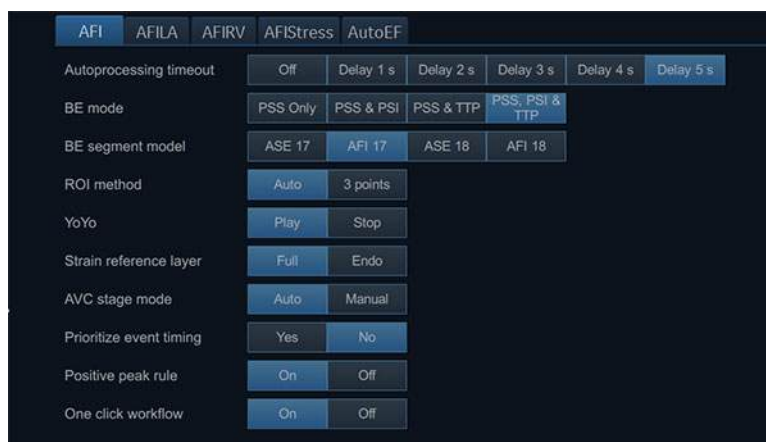 AFI AFILA AFIRV AFIStress AutoEF
Autoprocessing timeout Off Delay 1 s Delay 2 s Delay 3 s Delay 4 s Delay 5 s
BE mode PSS Only PSS & PSI PSS & TTP PSS, PSI & TTP
BE segment model ASE 17 AFI 17 ASE 18 AFI 18
ROI method Auto 3 points
YoYo Play Stop
Strain reference layer Full Endo
AVC stage mode Auto Manual
Prioritize event timing Yes No
Positive peak rule On Off
One click workflow On Off